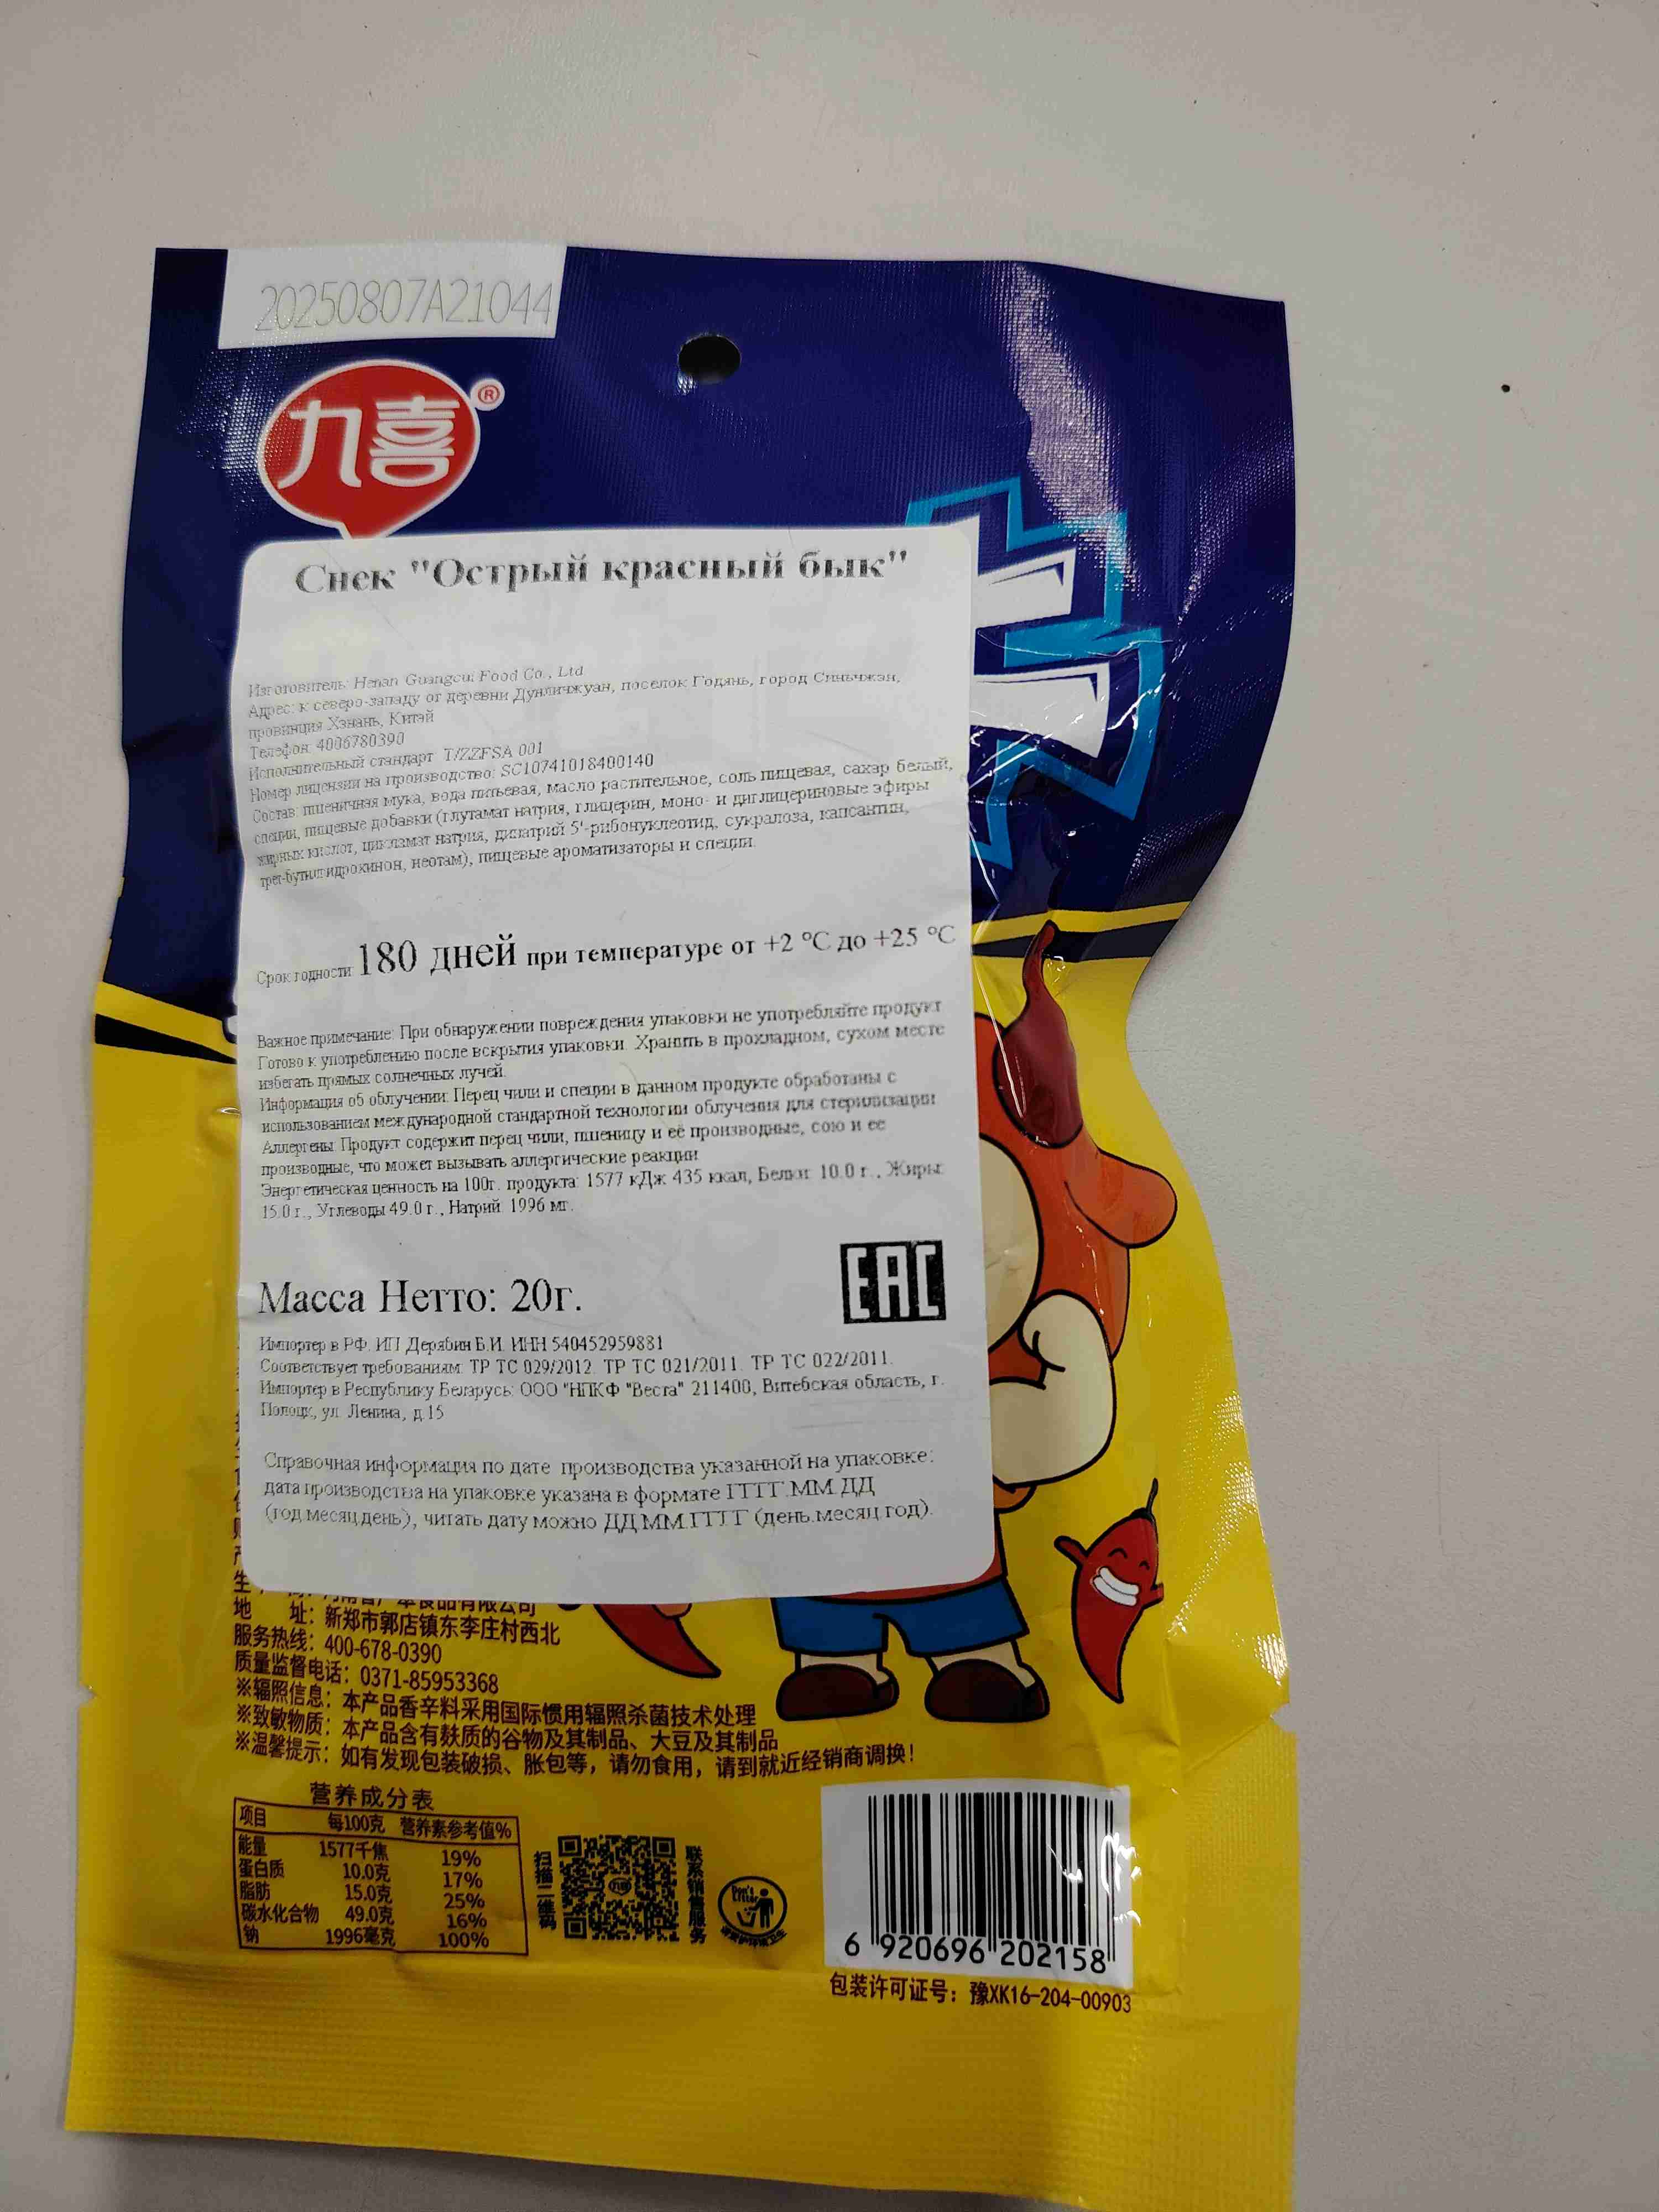 20250807A21044
九喜®
Снек "Острый красный бык"
Изготовитель: Henan Guangcui Food Co., Ltd
Адрес: к северо-западу от деревни Дунличжуан, поселок Годянь, город Синьчжэн,
провинция Хэнань, Китай
Телефон: 4006780390
Исполнительный стандарт T/ZZFSA 001
Номер лицензии на производство: SC10741018400140
Состав: пшеничная мука, вода питьевая, масло растительное, соль пищевая, сахар белый,
специи, пищевые добавки (глутамат натрия, глицерин, моно- и диглицериновые эфиры
жирных кислот, цикламат натрия, динатрий 5'-рибонуклеотид, сукралоза, капсантин,
трет-бутилгидрохинон, неотам), пищевые ароматизаторы и специи.
Срок годности 180 дней при температуре от +2 °C до +25 °C
Важное примечание: При обнаружении повреждения упаковки не употребляйте продукт
Готово к употреблению после вскрытия упаковки. Хранить в прохладном, сухом месте
избегать прямых солнечных лучей.
Информация об облучении: Перец чили и специи в данном продукте обработаны с
использованием международной стандартной технологии облучения для стерилизации
Аллергены: Продукт содержит перец чили, пшеницу и её производные, сою и ее
производные, что может вызывать аллергические реакции
Энергетическая ценность на 100г. продукта: 1577 кДж 435 ккал, Белки: 10.0 г., Жиры:
15.0 г., Углеводы 49.0 г., Натрий: 1996 мг.
Масса Нетто: 20г.
EAC
Импортер в РФ: ИП Дерябин Б.И. ИНН 540452959881
Соответствует требованиям: ТР ТС 029/2012. ТР ТС 021/2011. ТР ТС 022/2011.
Импортёр в Республику Беларусь: ООО "НПКФ "Веста" 211400, Витебская область, г.
Полоцк, ул. Ленина, д.15
Справочная информация по дате производства указанной на упаковке:
дата производства на упаковке указана в формате ГГГГ.ММ.ДД
(год.месяц.день), читать дату можно ДД.ММ.ГГГГ (день.месяц.год).
食品有限公司
地 址：新郑市郭店镇东李庄村西北
服务热线：400-678-0390
质量监督电话：0371-85953368
※辐照信息：本产品香辛料采用国际惯用辐照杀菌技术处理
※致敏物质：本产品含有麸质的谷物及其制品、大豆及其制品
※温馨提示：如有发现包装破损、胀包等，请勿食用，请到就近经销商调换！
营养成分表
项目 每100克 营养素参考值%
能量 1577千焦 19%
蛋白质 10.0克 17%
脂肪 15.0克 25%
碳水化合物 49.0克 16%
钠 1996毫克 100%
扫描二维码
联系销售服务
Don't Litter
6 920696 202158
包装许可证号：豫XK16-204-00903